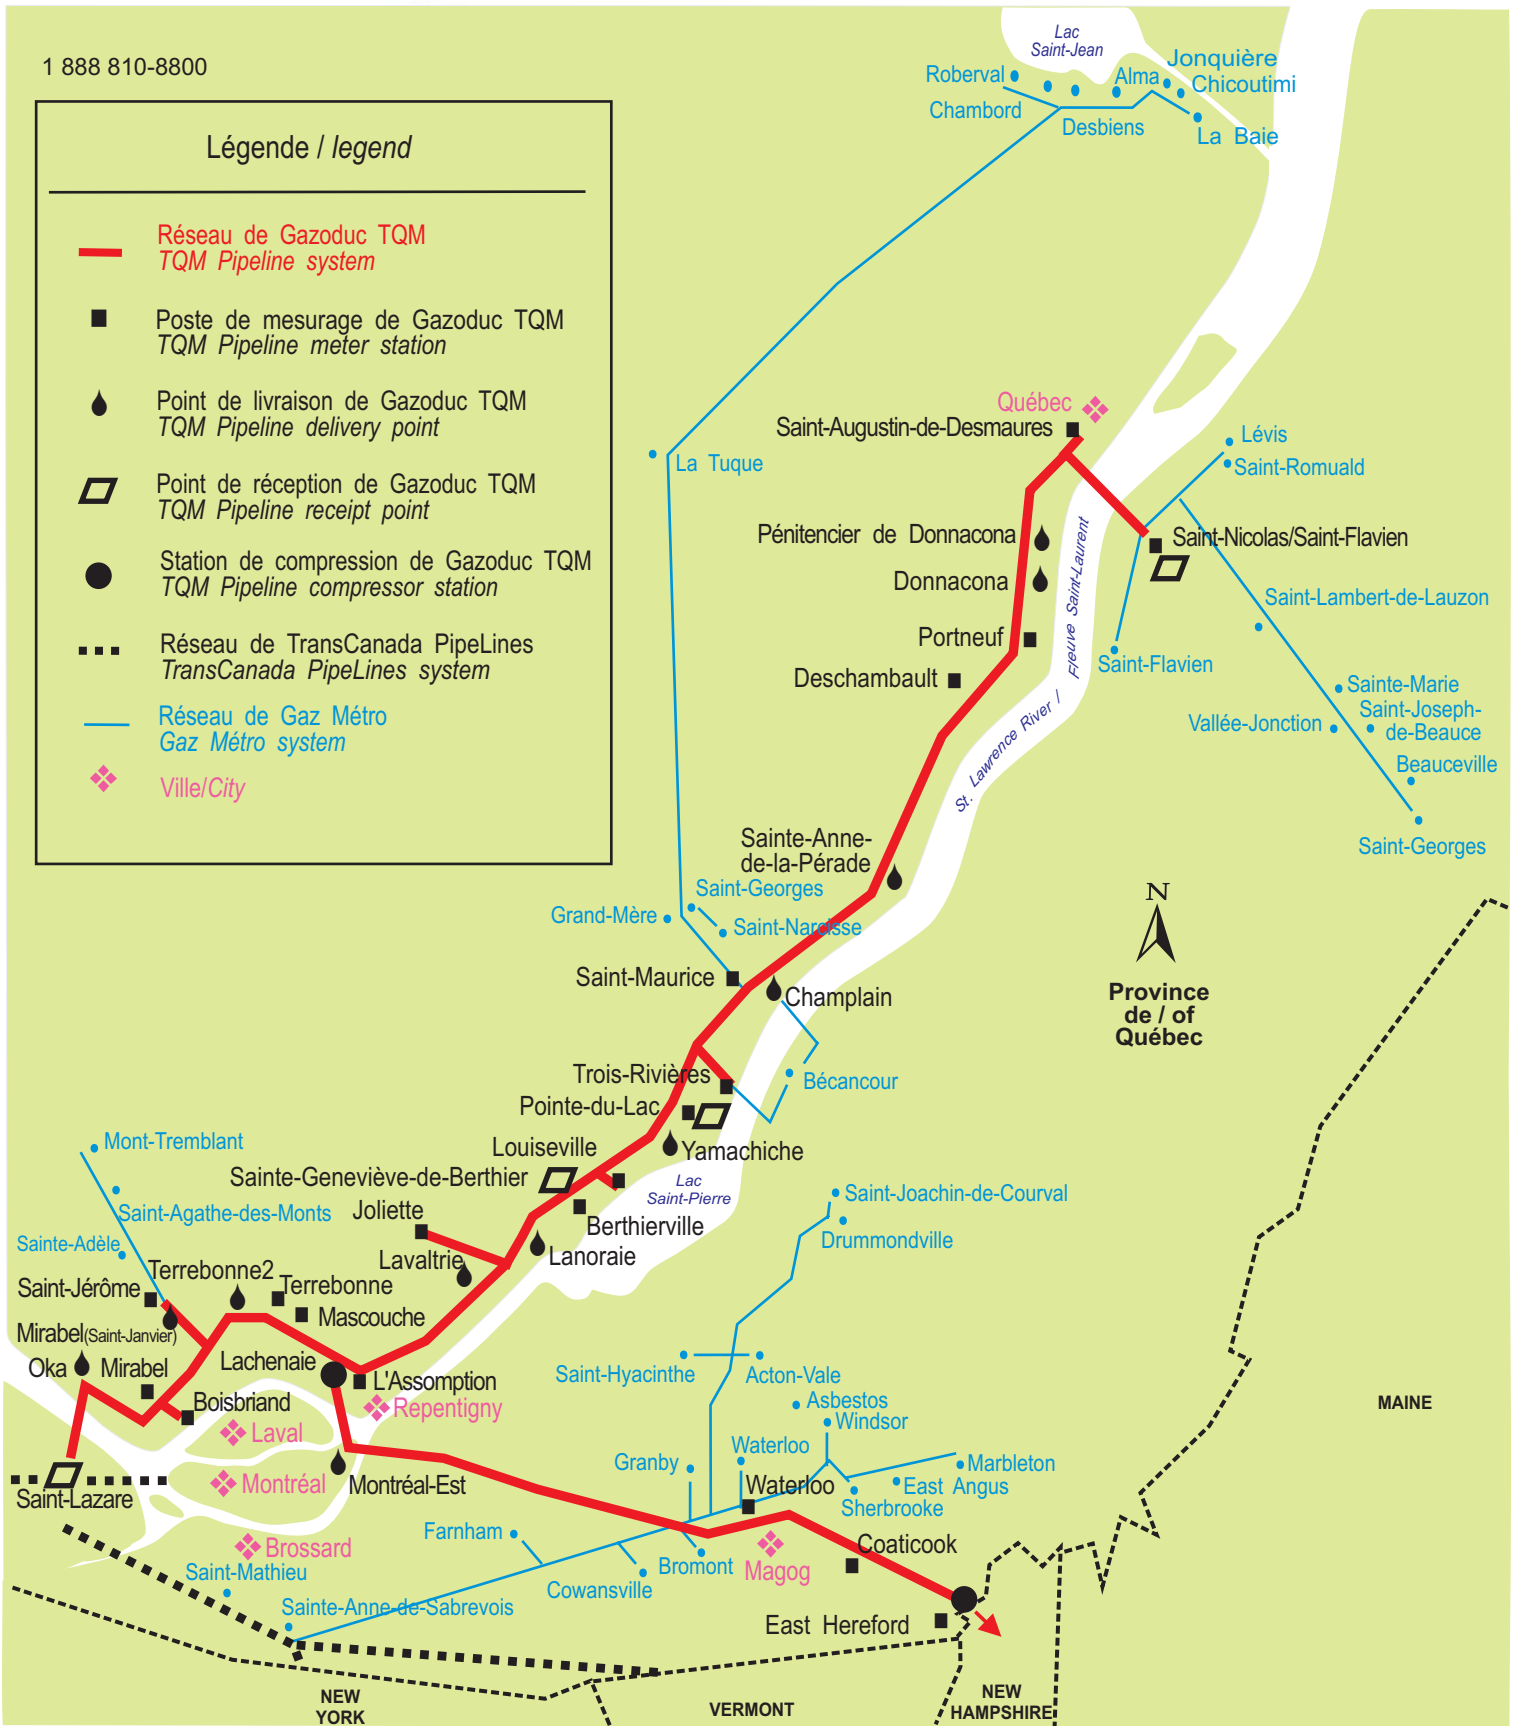 1 888 810-8800
Légende / legend
Réseau de Gazoduc TQM
TQM Pipeline system
Poste de mesurage de Gazoduc TQM
TQM Pipeline meter station
Point de livraison de Gazoduc TQM
TQM Pipeline delivery point
Point de réception de Gazoduc TQM
TQM Pipeline receipt point
Station de compression de Gazoduc TQM
TQM Pipeline compressor station
Réseau de TransCanada PipeLines
TransCanada PipeLines system
Réseau de Gaz Métro
Gaz Métro system
Ville/City
Lac
Saint-Jean
Roberval
Chambord
Desbiens
Alma
Jonquière
Chicoutimi
La Baie
La Tuque
Québec
Saint-Augustin-de-Desmaures
Lévis
Saint-Romuald
Saint-Nicolas/Saint-Flavien
Pénitencier de Donnacona
Donnacona
Portneuf
Deschambault
St. Lawrence River / Fleuve Saint-Laurent
Saint-Lambert-de-Lauzon
Saint-Flavien
Sainte-Marie
Saint-Joseph-
de-Beauce
Vallée-Jonction
Beauceville
Saint-Georges
Sainte-Anne-
de-la-Pérade
Saint-Georges
Grand-Mère
Saint-Narcisse
Saint-Maurice
Champlain
N
Province
de / of
Québec
Trois-Rivières
Bécancour
Pointe-du-Lac
Yamachiche
Louiseville
Sainte-Geneviève-de-Berthier
Lac
Saint-Pierre
Berthierville
Joliette
Lanoraie
Lavaltrie
Mont-Tremblant
Saint-Agathe-des-Monts
Sainte-Adèle
Saint-Jérôme
Terrebonne2
Terrebonne
Mascouche
Mirabel(Saint-Janvier)
Oka
Mirabel
Lachenaie
L'Assomption
Boisbriand
Repentigny
Laval
Montréal
Montréal-Est
Saint-Lazare
Brossard
Saint-Mathieu
Sainte-Anne-de-Sabrevois
Saint-Joachin-de-Courval
Drummondville
Saint-Hyacinthe
Acton-Vale
Asbestos
Windsor
Waterloo
Granby
Waterloo
Marbleton
East Angus
Sherbrooke
Farnham
Cowansville
Bromont
Magog
Coaticook
East Hereford
MAINE
NEW
YORK
VERMONT
NEW
HAMPSHIRE